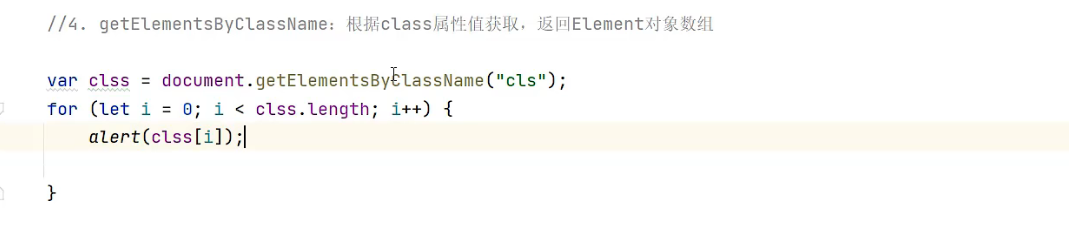 //4. getElementsByClassName：根据class属性值获取，返回Element对象数组
var clss = document.getElementsByClassName("cls");
for (let i = 0; i < clss.length; i++) {
alert(clss[i]);
}